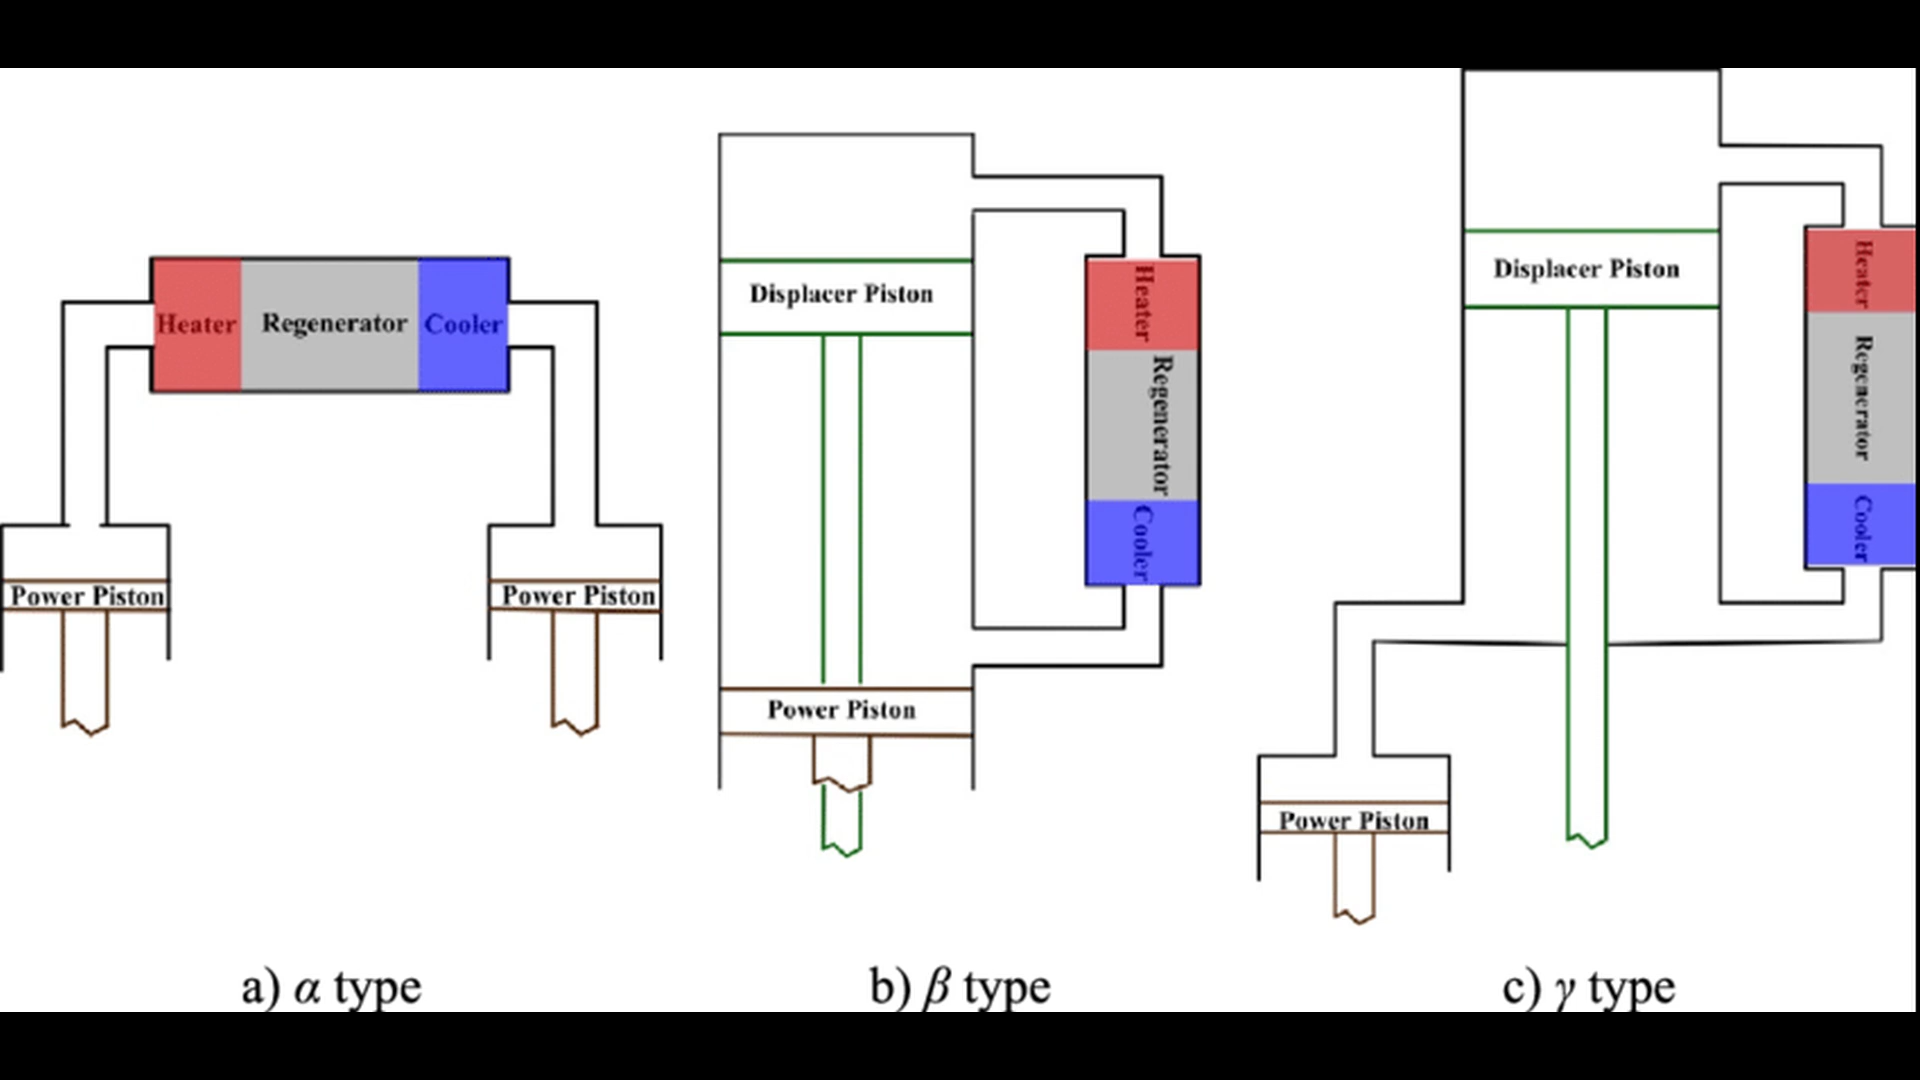 Heater Regenerator Cooler
Power Piston
Power Piston
a) α type
Displacer Piston
Heater
Regenerator
Cooler
Power Piston
b) β type
Displacer Piston
Heater
Regenerator
Cooler
Power Piston
c) γ type